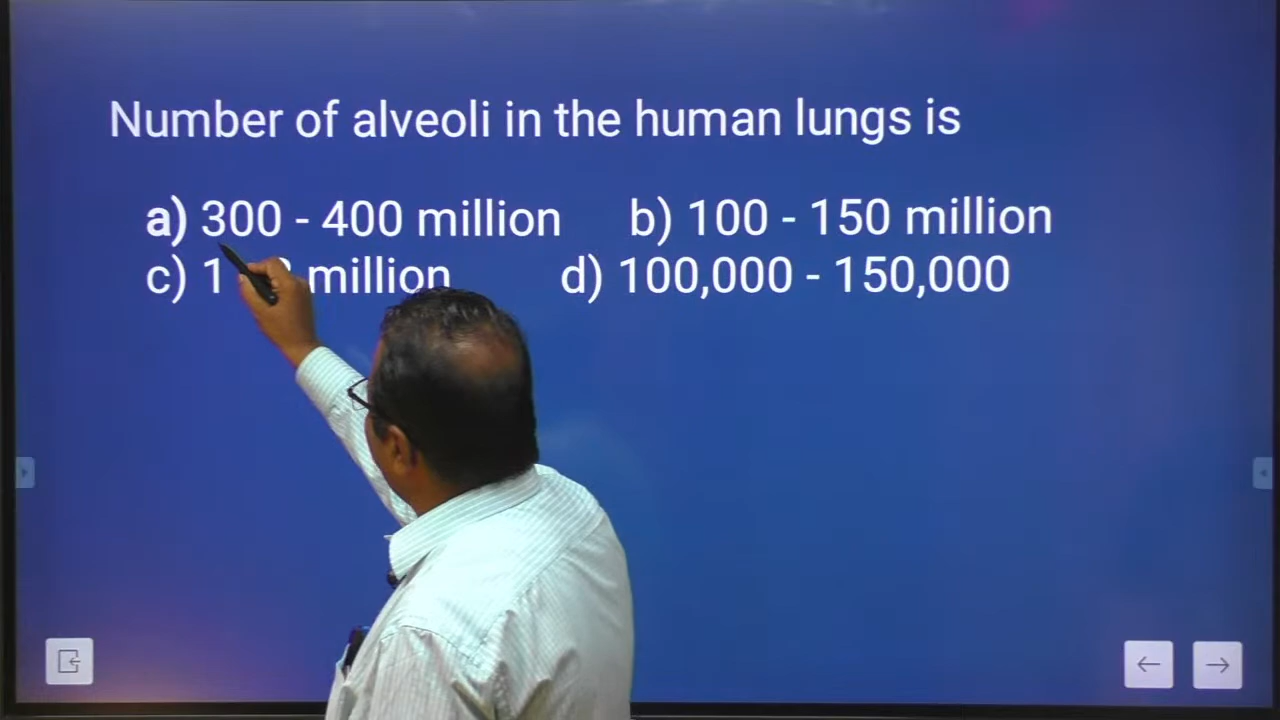 Number of alveoli in the human lungs is
a) 300 - 400 million b) 100 - 150 million
c) 1 million d) 100,000 - 150,000